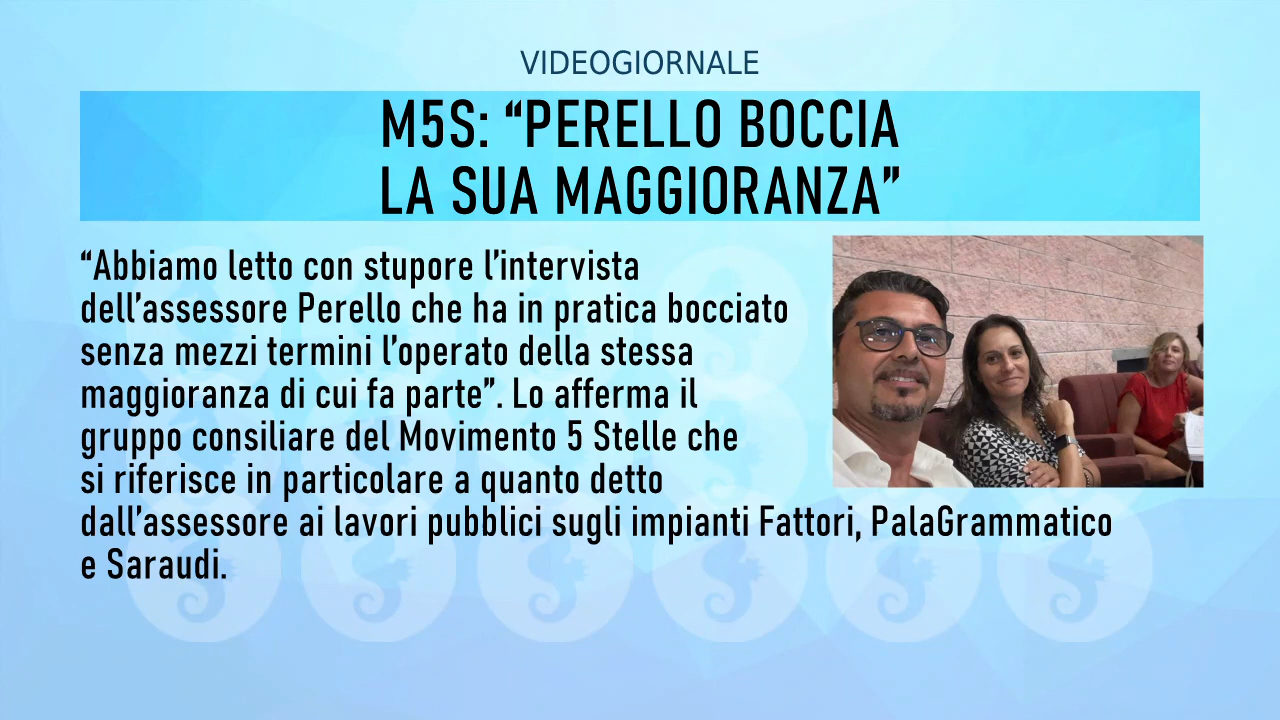 VIDEOGIORNALE
M5S: “PERELLO BOCCIA
LA SUA MAGGIORANZA”
“Abbiamo letto con stupore l’intervista
dell’assessore Perello che ha in pratica bocciato
senza mezzi termini l’operato della stessa
maggioranza di cui fa parte”. Lo afferma il
gruppo consiliare del Movimento 5 Stelle che
si riferisce in particolare a quanto detto
dall’assessore ai lavori pubblici sugli impianti Fattori, PalaGrammatico
e Saraudi.